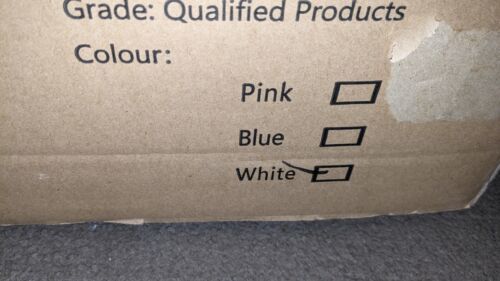 Grade: Qualified Products
Colour:
Pink
Blue
White